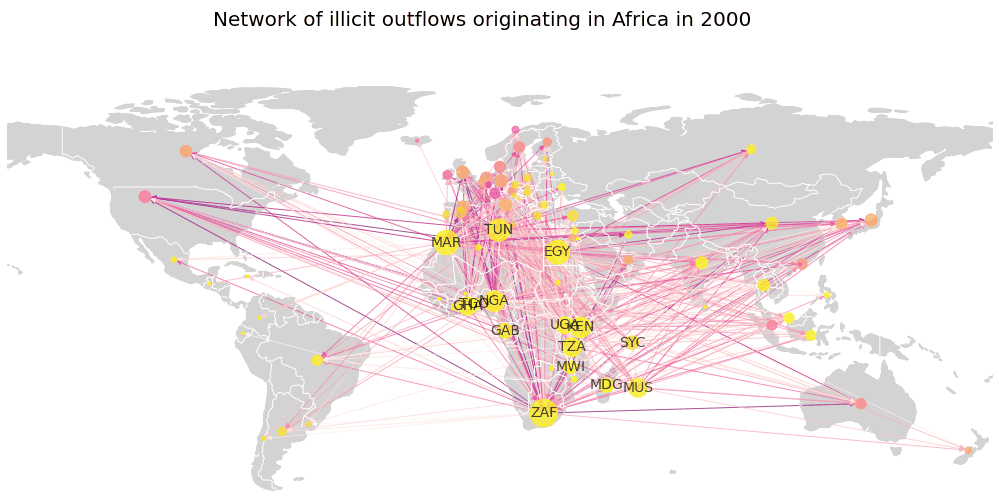 Network of illicit outflows originating in Africa in 2000
TUN
MAR
EGY
NGA
TGO
GHA
UGA
KEN
GAB
SYC
TZA
MWI
MDG
MUS
ZAF